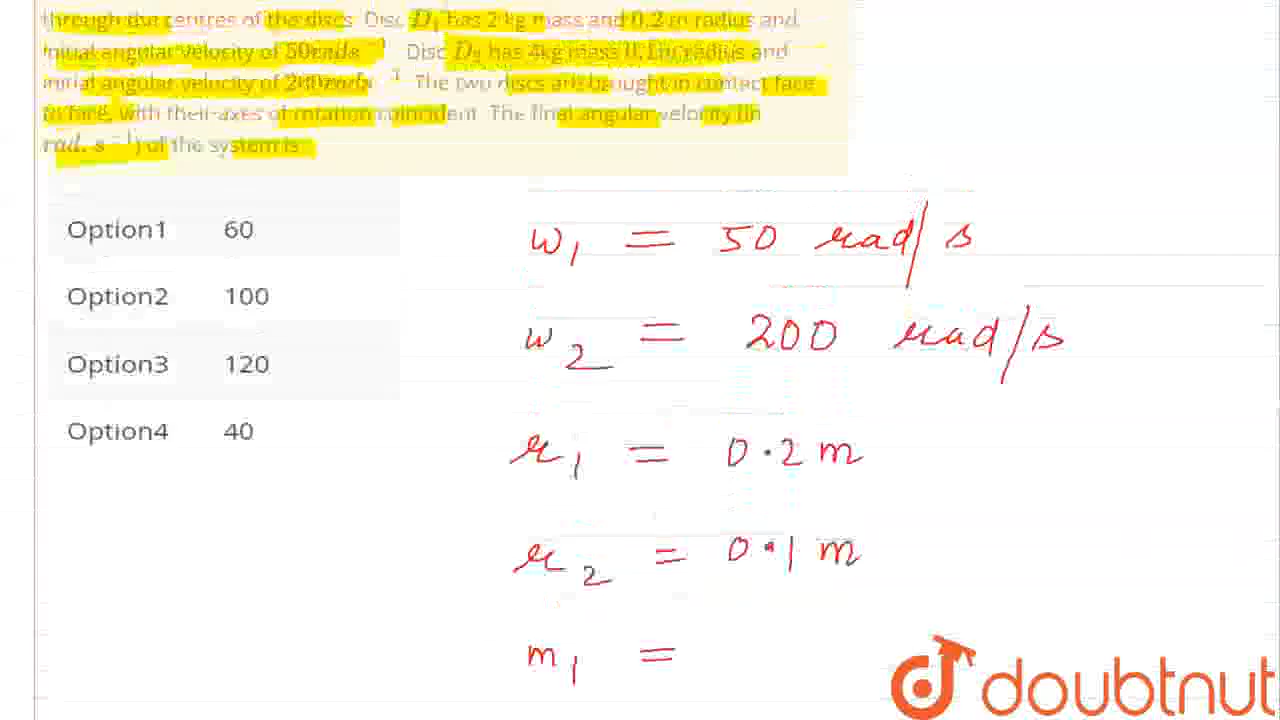 through the centres of the discs. Disc D₁ has 2 kg mass and 0.2 m radius and
initial angular velocity of 50rads⁻¹. Disc D₂ has 4kg mass 0.1m radius and
initial angular velocity of 200rads⁻¹. The two discs are brought in contact face
to face, with their axes of rotation coincident. The final angular velocity (in
rad. s⁻¹) of the system is
Option1 60
Option2 100
Option3 120
Option4 40
w₁ = 50 rad/s
w₂ = 200 rad/s
r₁ = 0.2 m
r₂ = 0.1 m
m₁ =
doubtnut